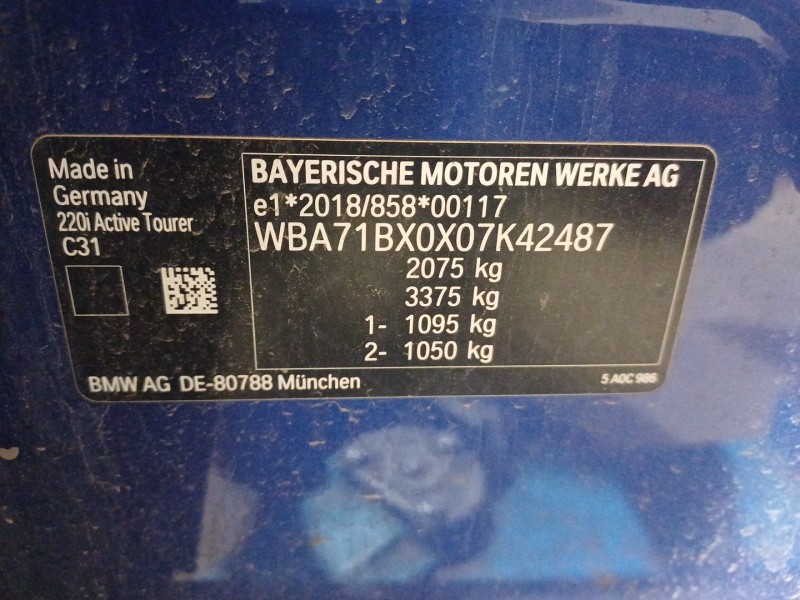 Made in
Germany
220i Active Tourer
C31
BAYERISCHE MOTOREN WERKE AG
e1*2018/858*00117
WBA71BX0X07K42487
2075 kg
3375 kg
1- 1095 kg
2- 1050 kg
BMW AG DE-80788 München
5 A0C 986